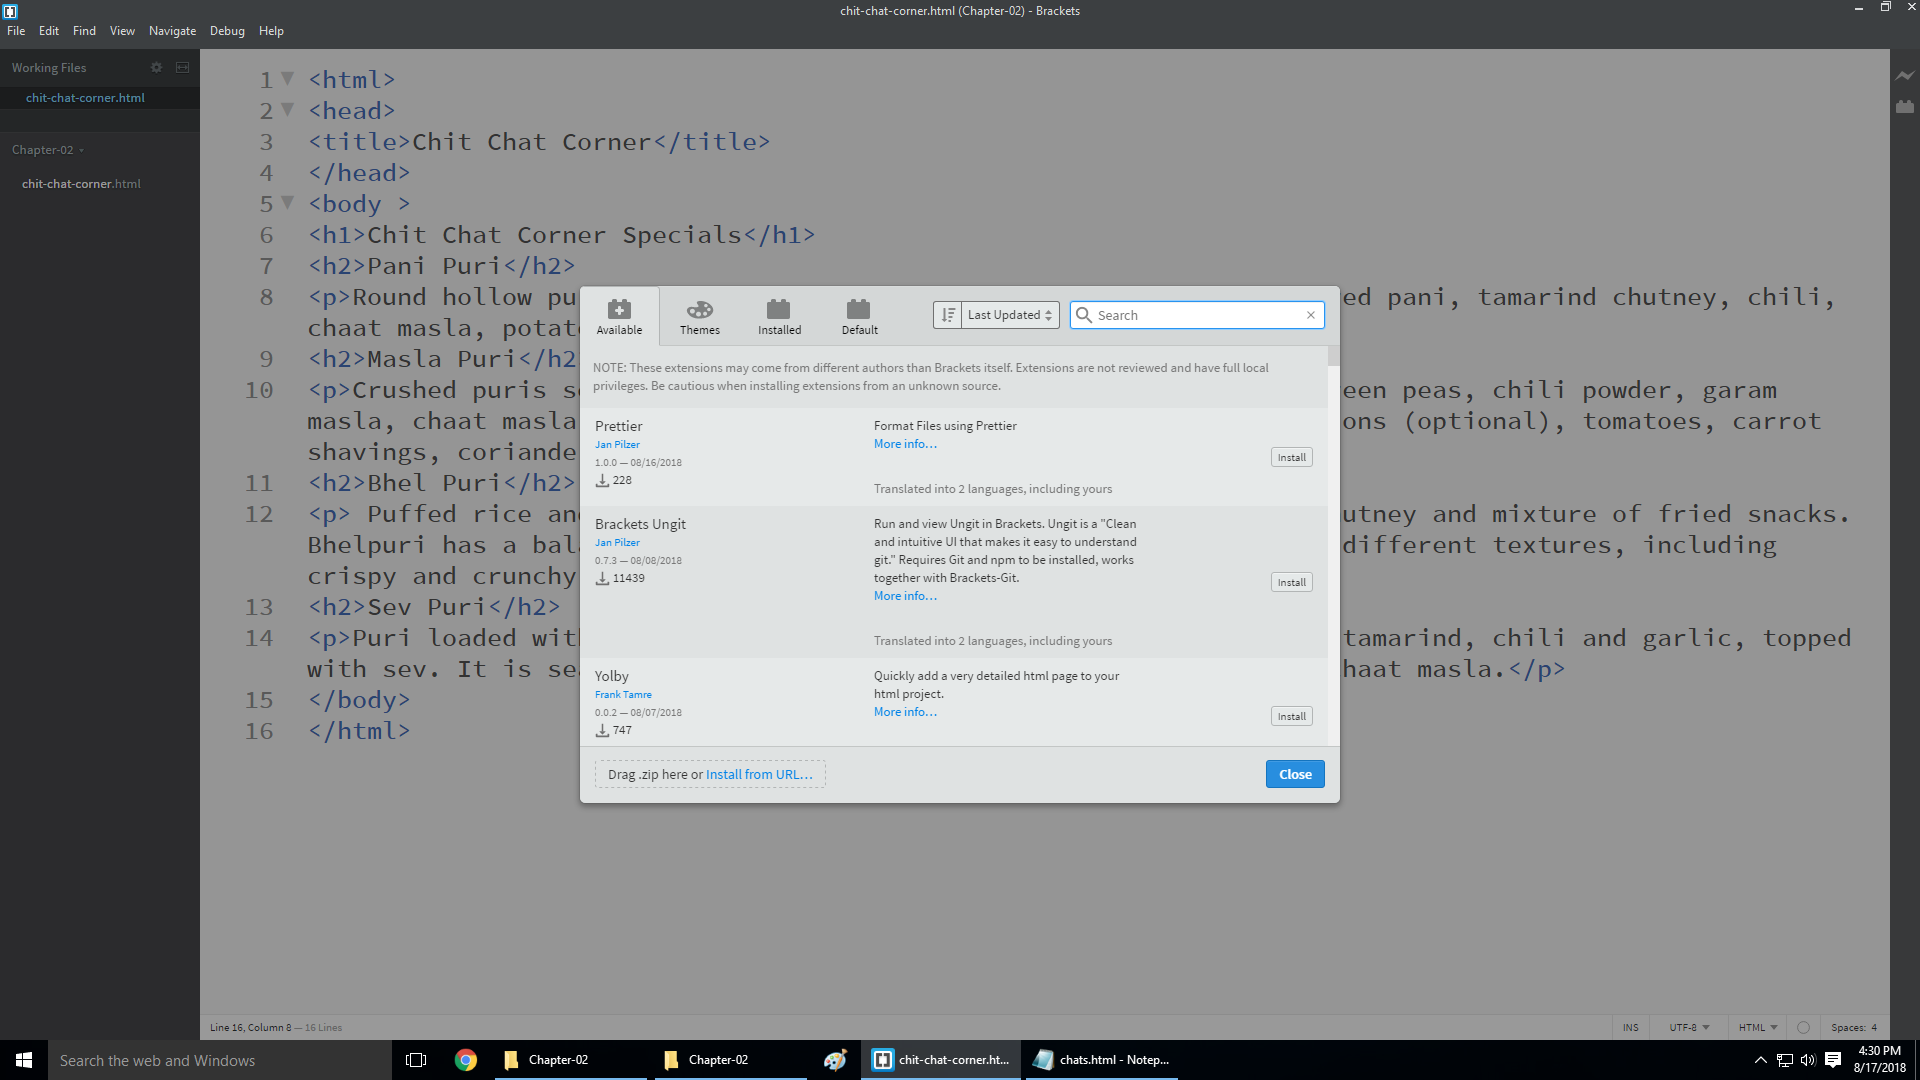 chit-chat-corner.html (Chapter-02) - Brackets
File Edit Find View Navigate Debug Help
Working Files
chit-chat-corner.html
Chapter-02
chit-chat-corner.html
1 <html>
2 <head>
3 <title>Chit Chat Corner</title>
4 </head>
5 <body >
6 <h1>Chit Chat Corner Specials</h1>
7 <h2>Pani Puri</h2>
8 <p>Round hollow pu ed pani, tamarind chutney, chili,
chaat masla, potat
9 <h2>Masla Puri</h2
10 <p>Crushed puris s een peas, chili powder, garam
masla, chaat masla ons (optional), tomatoes, carrot
shavings, coriande
11 <h2>Bhel Puri</h2>
12 <p> Puffed rice an utney and mixture of fried snacks.
Bhelpuri has a bal different textures, including
crispy and crunchy
13 <h2>Sev Puri</h2>
14 <p>Puri loaded wit tamarind, chili and garlic, topped
with sev. It is sea haat masla.</p>
15 </body>
16 </html>
Available Themes Installed Default
Last Updated
Search
NOTE: These extensions may come from different authors than Brackets itself. Extensions are not reviewed and have full local
privileges. Be cautious when installing extensions from an unknown source.
Prettier
Jan Pilzer
1.0.0 — 08/16/2018
228
Format Files using Prettier
More info...
Translated into 2 languages, including yours
Install
Brackets Ungit
Jan Pilzer
0.7.3 — 08/08/2018
11439
Run and view Ungit in Brackets. Ungit is a "Clean
and intuitive UI that makes it easy to understand
git." Requires Git and npm to be installed, works
together with Brackets-Git.
More info...
Translated into 2 languages, including yours
Install
Yolby
Frank Tamre
0.0.2 — 08/07/2018
747
Quickly add a very detailed html page to your
html project.
More info...
Install
Drag .zip here or Install from URL...
Close
Line 16, Column 8 — 16 Lines
INS UTF-8 HTML Spaces: 4
Search the web and Windows
Chapter-02
Chapter-02
chit-chat-corner.ht...
chats.html - Notep...
4:30 PM
8/17/2018